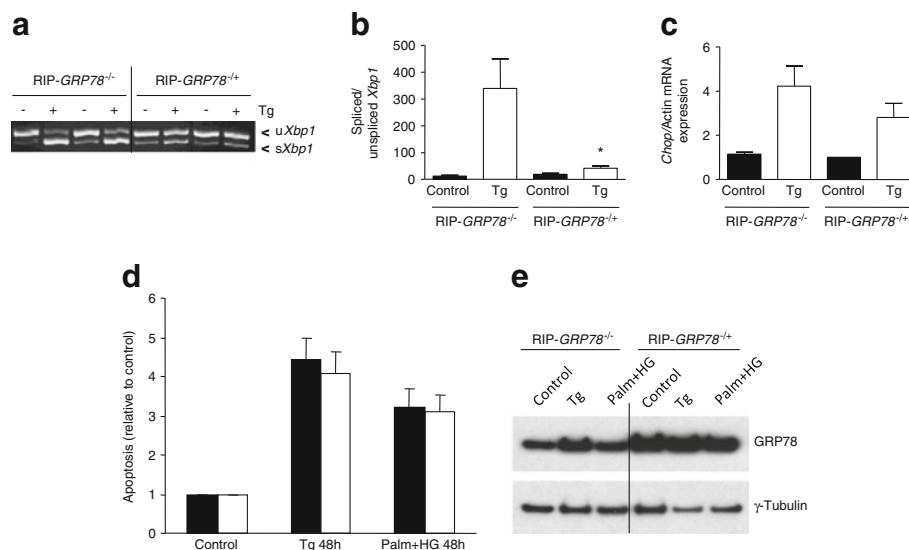 a
RIP-GRP78-/- RIP-GRP78-/+
- + - + - + - + Tg
< uXbp1
< sXbp1
b
Spliced/
unspliced Xbp1
500
400
300
200
100
0
*
Control Tg Control Tg
RIP-GRP78-/- RIP-GRP78-/+
c
Chop/Actin mRNA
expression
6
4
2
0
Control Tg Control Tg
RIP-GRP78-/- RIP-GRP78-/+
d
Apoptosis (relative to control)
6
5
4
3
2
1
0
Control Tg 48h Palm+HG 48h
e
RIP-GRP78-/- RIP-GRP78-/+
Control Tg Palm+HG Control Tg Palm+HG
GRP78
γ-Tubulin